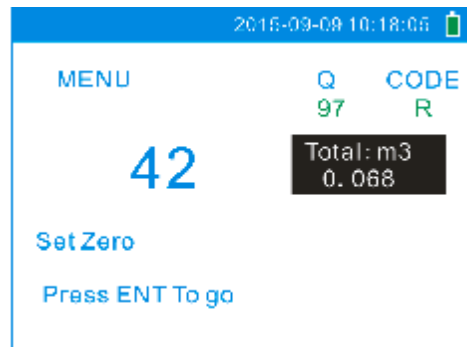 2015-09-09 10:18:05
MENU Q CODE
97 R
42 Total: m3
0.068
Set Zero
Press ENT To go